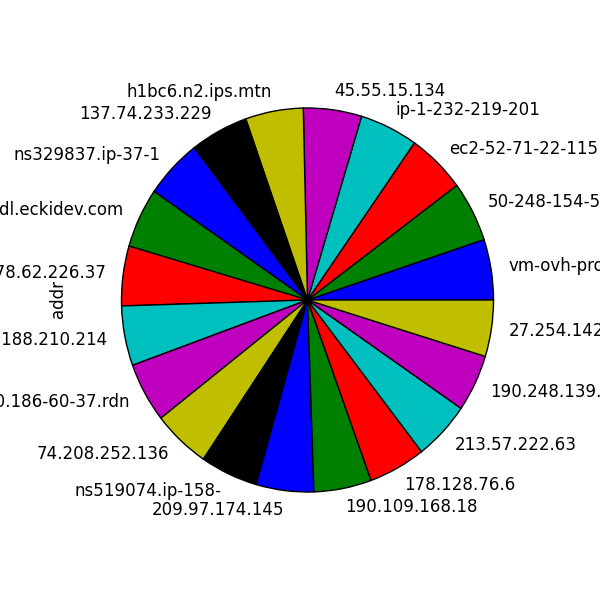 h1bc6.n2.ips.mtn
45.55.15.134
137.74.233.229
ip-1-232-219-201
ns329837.ip-37-1
ec2-52-71-22-115
dl.eckidev.com
50-248-154-5
78.62.226.37
vm-ovh-pro
addr
188.210.214
27.254.142
0.186-60-37.rdn
190.248.139.
74.208.252.136
213.57.222.63
ns519074.ip-158-
178.128.76.6
209.97.174.145
190.109.168.18